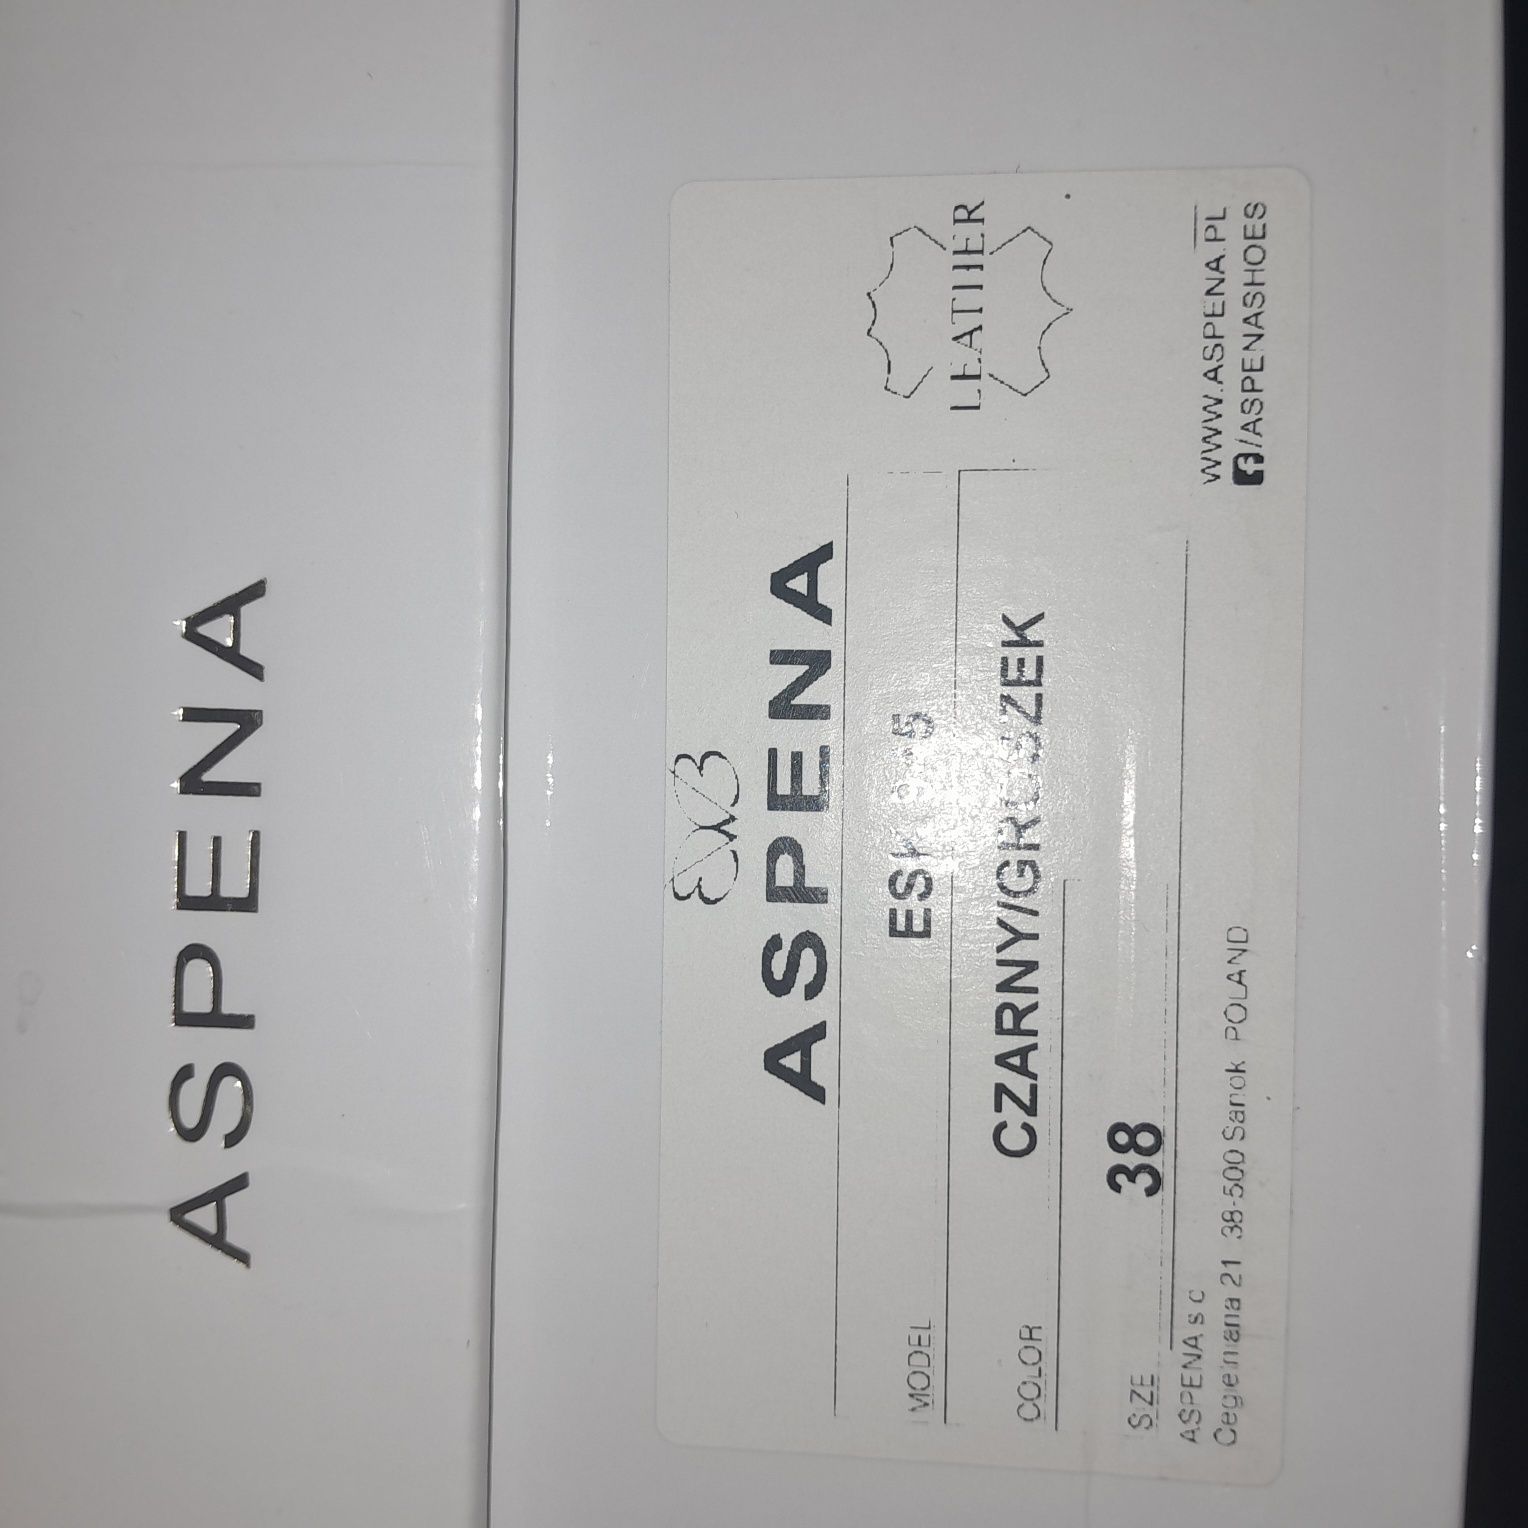 ASPENA
ASPENA
LEATHER
MODEL
COLOR CZARNY/GROSZEK
SIZE 38
ASPENA s c
Cegielniana 21 38-500 Sanok POLAND
WWW.ASPENA.PL
/ASPENASHOES